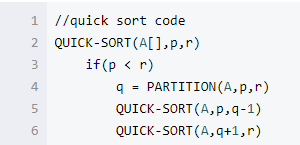 1 //quick sort code
2 QUICK-SORT(A[],p,r)
3     if(p < r)
4         q = PARTITION(A,p,r)
5         QUICK-SORT(A,p,q-1)
6         QUICK-SORT(A,q+1,r)